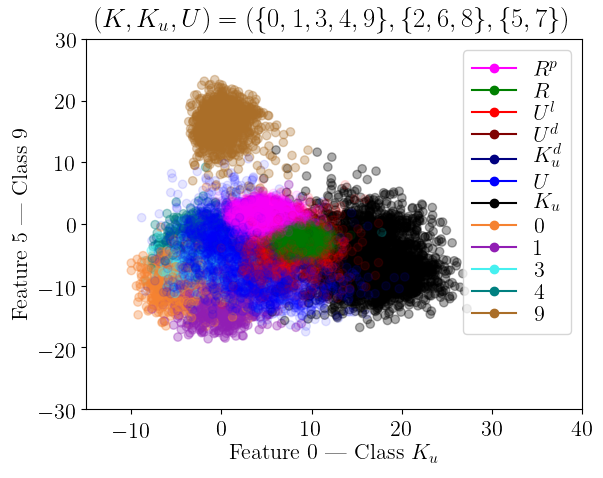 (K, K_u, U) = ({0, 1, 3, 4, 9}, {2, 6, 8}, {5, 7})
30
20
10
0
−10
−20
−30
Feature 5 — Class 9
R^p
R
U^l
U^d
K_u^d
U
K_u
0
1
3
4
9
−10
0
10
20
30
40
Feature 0 — Class K_u